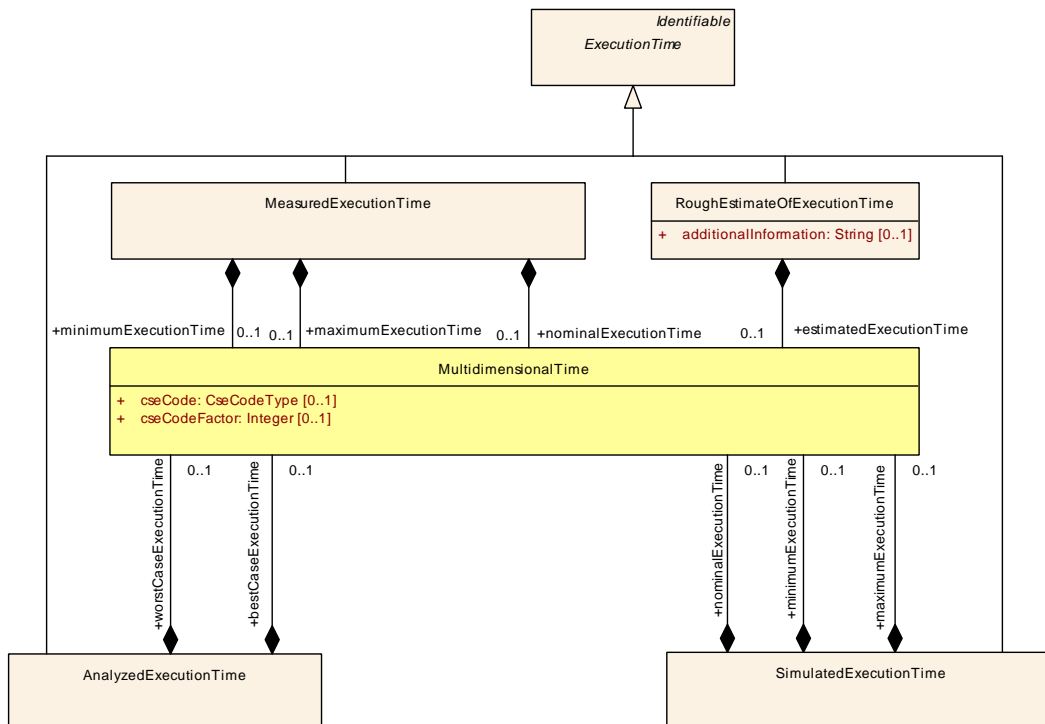 Identifiable
ExecutionTime
MeasuredExecutionTime
RoughEstimateOfExecutionTime
+ additionalInformation: String [0..1]
+minimumExecutionTime
0..1
0..1
+maximumExecutionTime
0..1
+nominalExecutionTime
0..1
+estimatedExecutionTime
MultidimensionalTime
+ cseCode: CseCodeType [0..1]
+ cseCodeFactor: Integer [0..1]
+worstCaseExecutionTime
0..1
+bestCaseExecutionTime
0..1
+nominalExecutionTime
0..1
+minimumExecutionTime
0..1
+maximumExecutionTime
0..1
AnalyzedExecutionTime
SimulatedExecutionTime